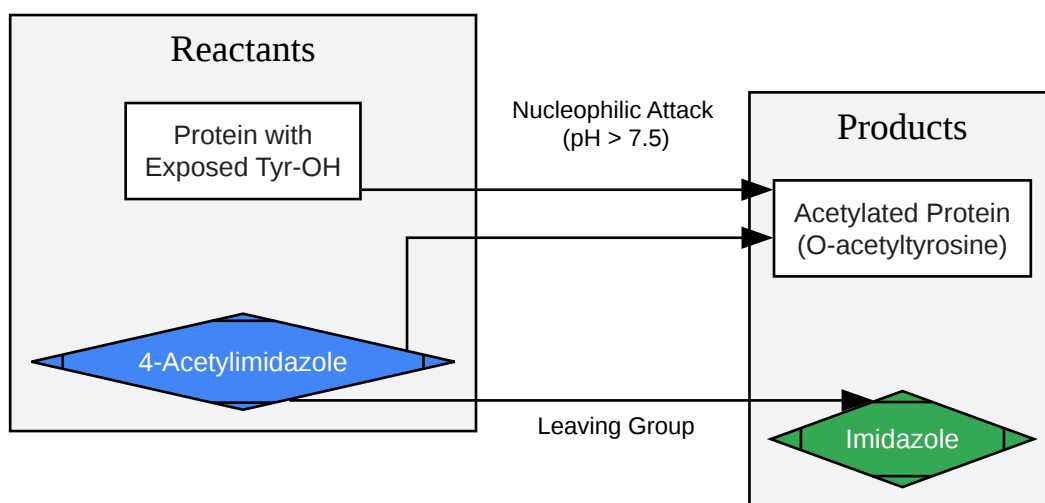 Reactants
Protein with
Exposed Tyr-OH
4-Acetylimidazole
Nucleophilic Attack
(pH > 7.5)
Leaving Group
Products
Acetylated Protein
(O-acetyltyrosine)
Imidazole